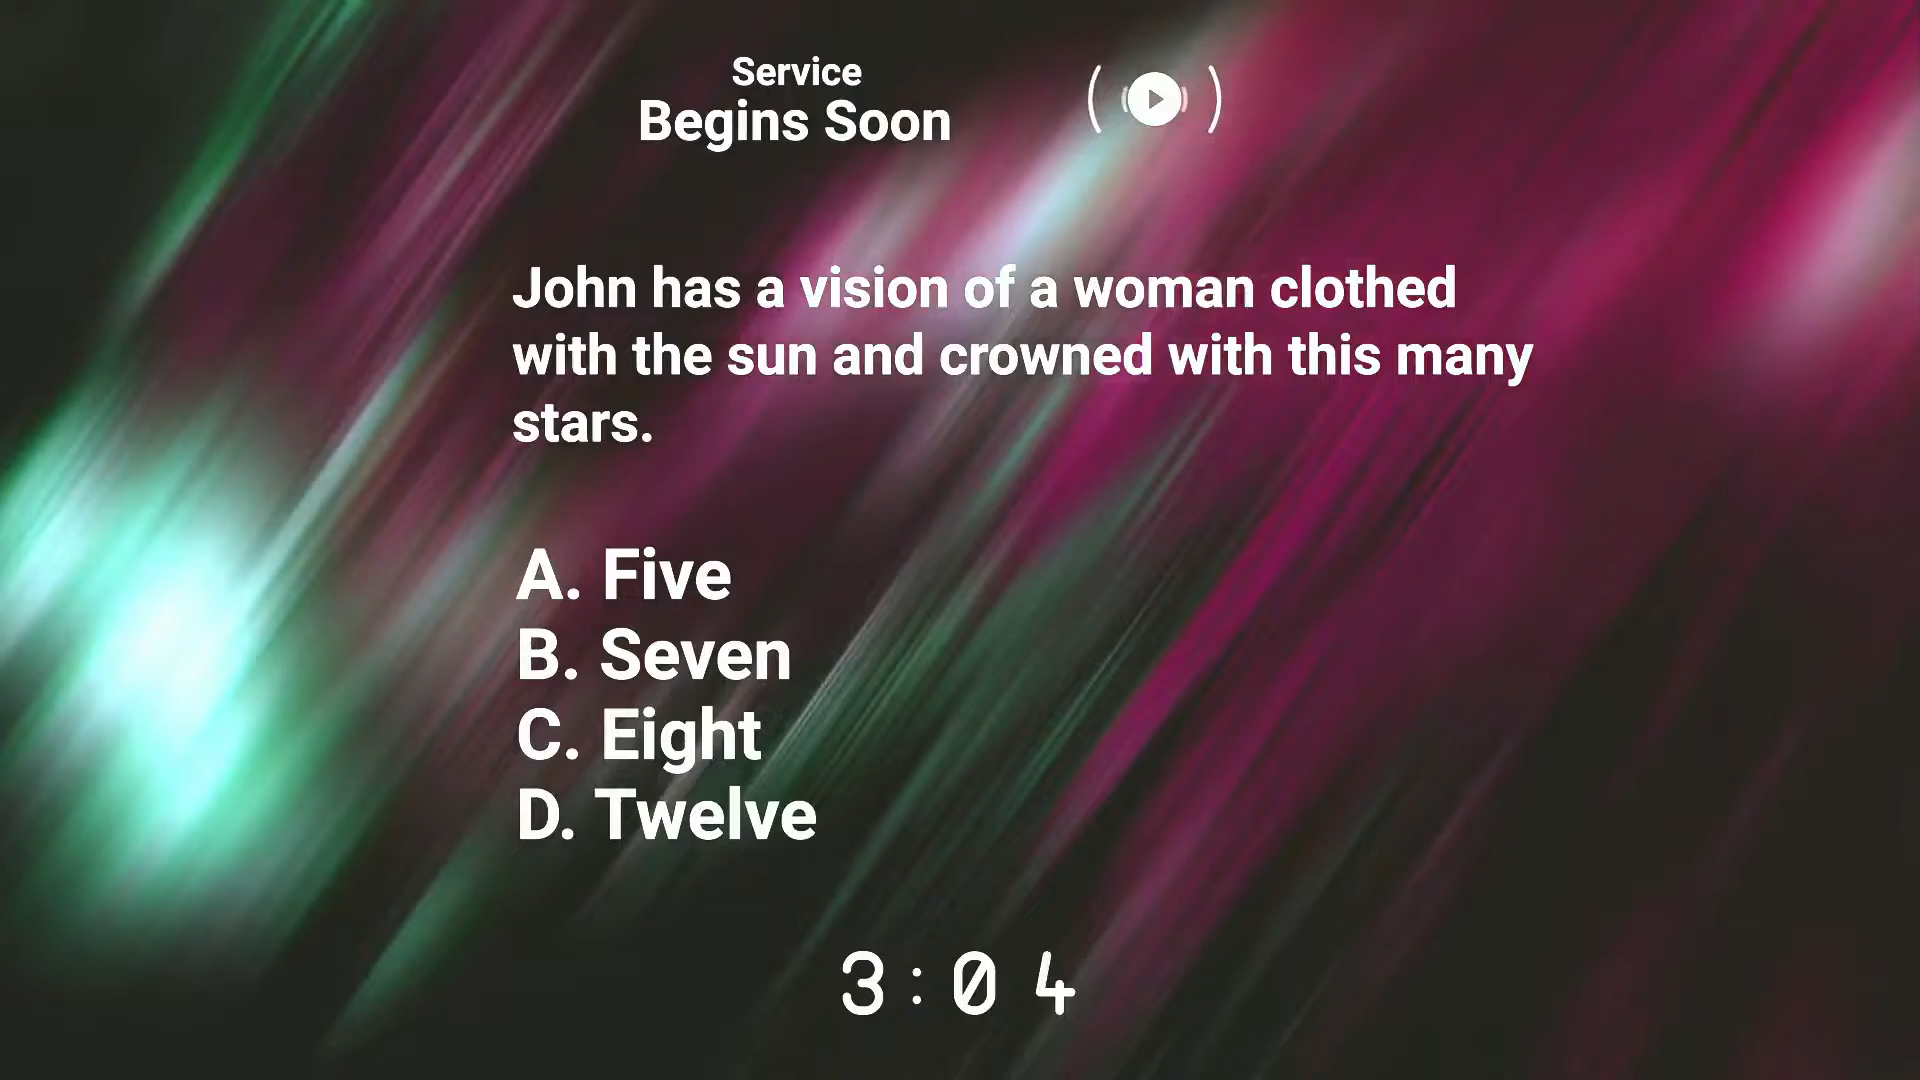 Service
Begins Soon
John has a vision of a woman clothed
with the sun and crowned with this many
stars.
A. Five
B. Seven
C. Eight
D. Twelve
3:04